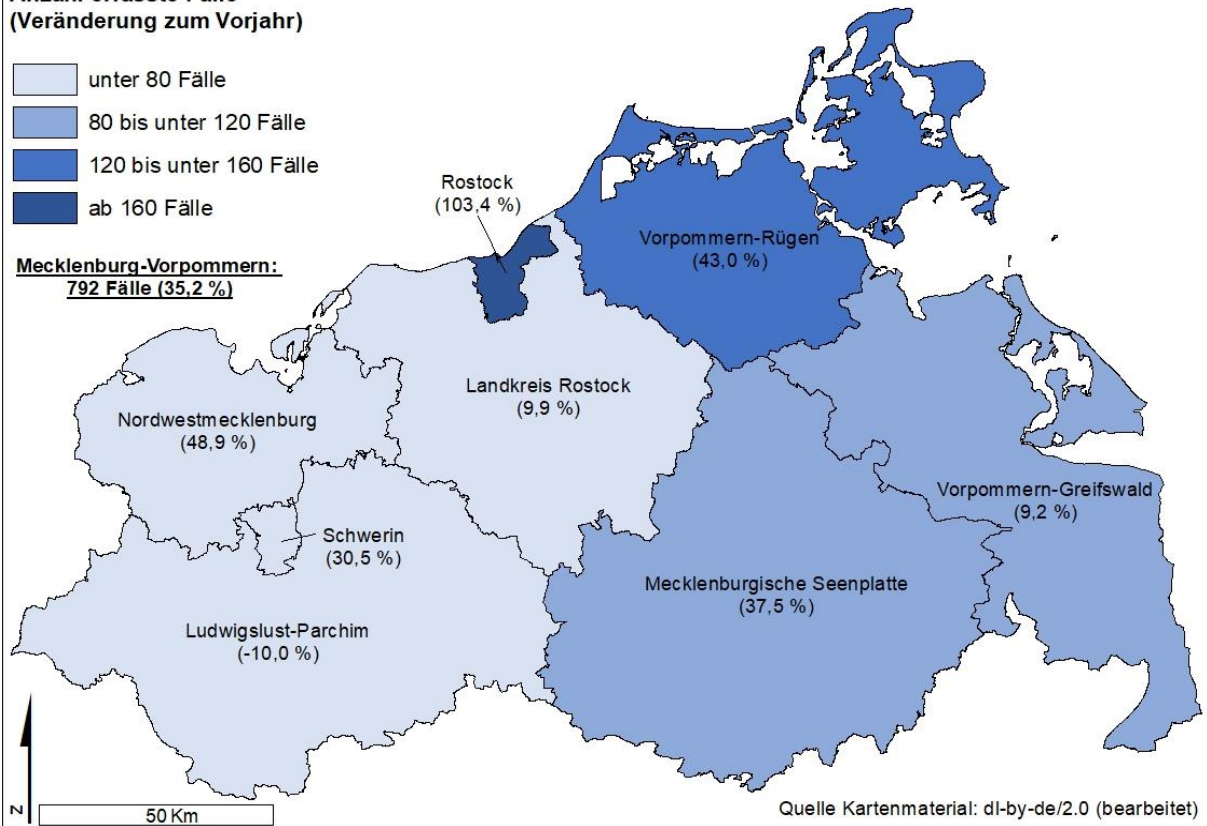 (Veränderung zum Vorjahr)
unter 80 Fälle
80 bis unter 120 Fälle
120 bis unter 160 Fälle
ab 160 Fälle
Mecklenburg-Vorpommern:
792 Fälle (35,2 %)
Rostock
(103,4 %)
Vorpommern-Rügen
(43,0 %)
Landkreis Rostock
(9,9 %)
Nordwestmecklenburg
(48,9 %)
Schwerin
(30,5 %)
Vorpommern-Greifswald
(9,2 %)
Mecklenburgische Seenplatte
(37,5 %)
Ludwigslust-Parchim
(-10,0 %)
N
50 Km
Quelle Kartenmaterial: dl-by-de/2.0 (bearbeitet)